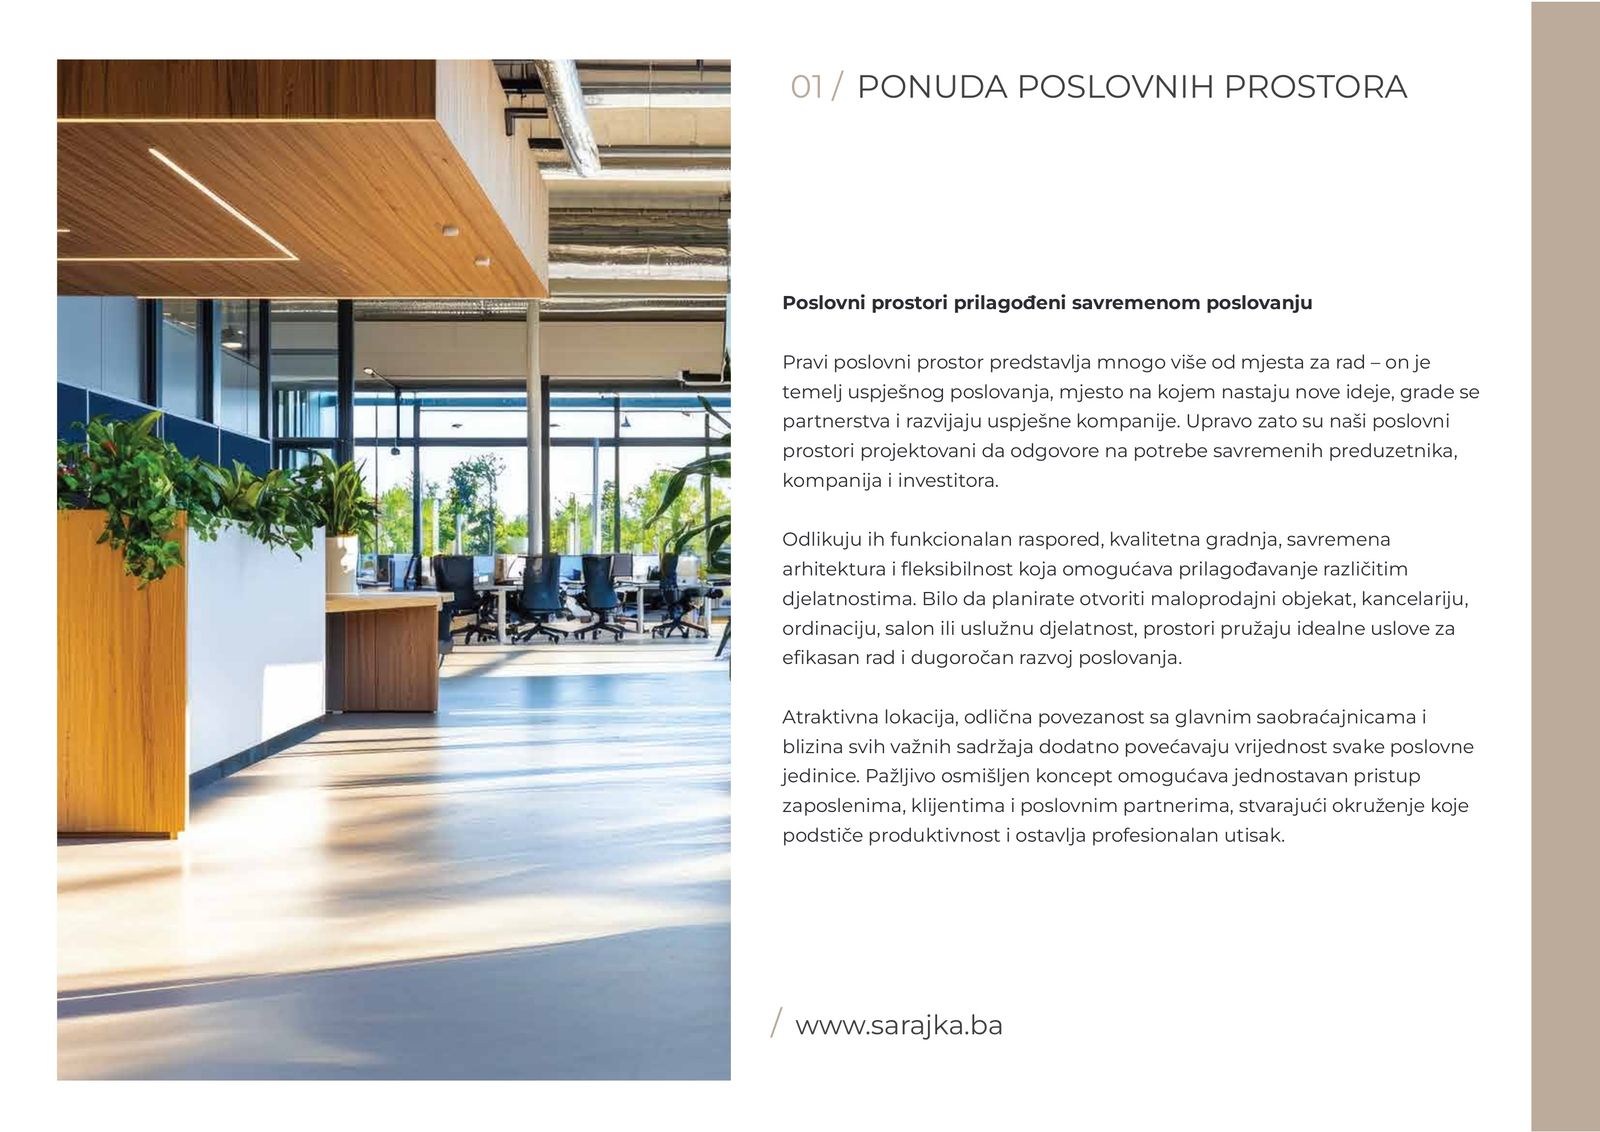 01 / PONUDA POSLOVNIH PROSTORA
Poslovni prostori prilagođeni savremenom poslovanju
Pravi poslovni prostor predstavlja mnogo više od mjesta za rad – on je
temelj uspješnog poslovanja, mjesto na kojem nastaju nove ideje, grade se
partnerstva i razvijaju uspješne kompanije. Upravo zato su naši poslovni
prostori projektovani da odgovore na potrebe savremenih preduzetnika,
kompanija i investitora.
Odlikuju ih funkcionalan raspored, kvalitetna gradnja, savremena
arhitektura i fleksibilnost koja omogućava prilagođavanje različitim
djelatnostima. Bilo da planirate otvoriti maloprodajni objekat, kancelariju,
ordinaciju, salon ili uslužnu djelatnost, prostori pružaju idealne uslove za
efikasan rad i dugoročan razvoj poslovanja.
Atraktivna lokacija, odlična povezanost sa glavnim saobraćajnicama i
blizina svih važnih sadržaja dodatno povećavaju vrijednost svake poslovne
jedinice. Pažljivo osmišljen koncept omogućava jednostavan pristup
zaposlenima, klijentima i poslovnim partnerima, stvarajući okruženje koje
podstiče produktivnost i ostavlja profesionalan utisak.
/ www.sarajka.ba